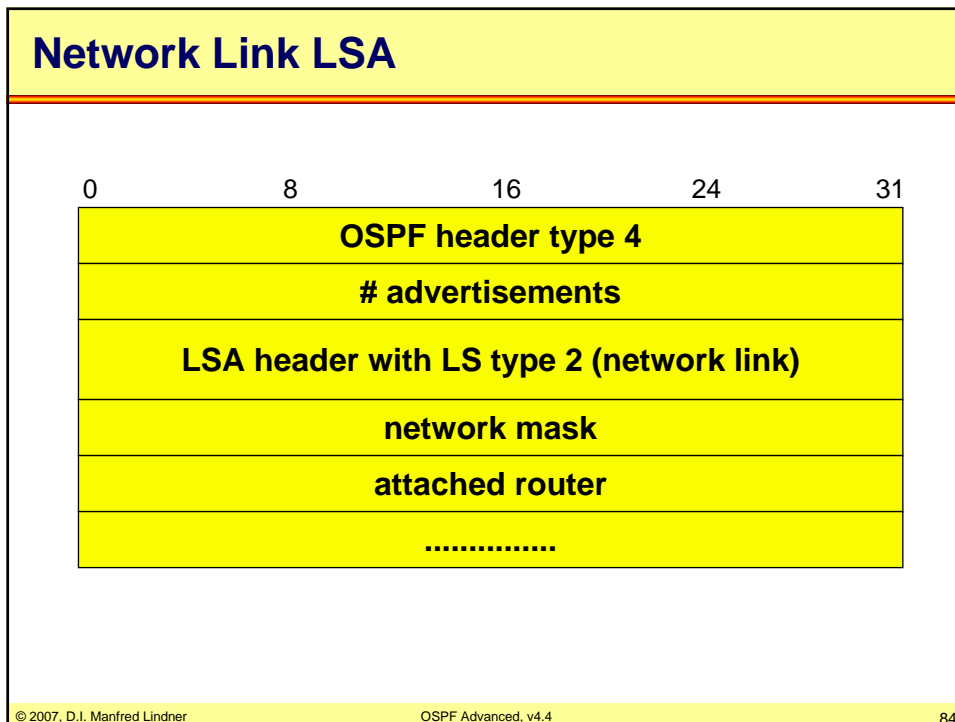 Network Link LSA
0 8 16 24 31
OSPF header type 4
# advertisements
LSA header with LS type 2 (network link)
network mask
attached router
...............
© 2007, D.I. Manfred Lindner OSPF Advanced, v4.4 84